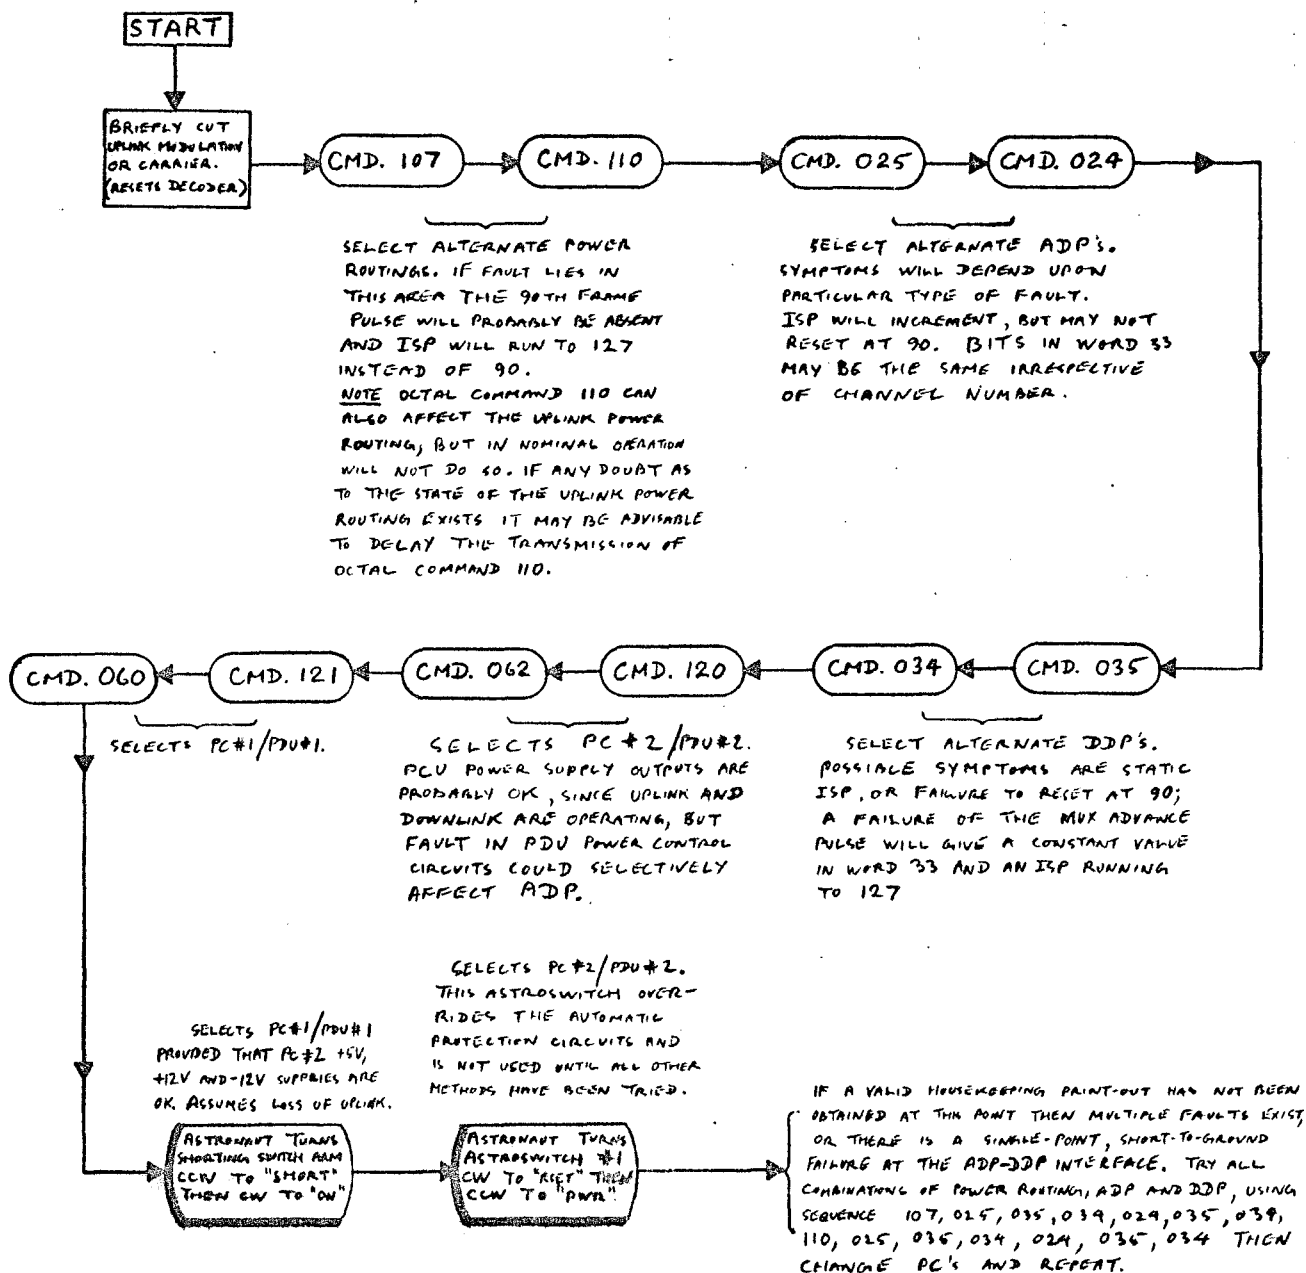 START
BRIEFLY CUT
UPLINK MODULATION
OR CARRIER.
(RESETS DECODER)
CMD. 107
CMD. 110
CMD. 025
CMD. 024
SELECT ALTERNATE POWER
ROUTINGS. IF FAULT LIES IN
THIS AREA THE 90TH FRAME
PULSE WILL PROBABLY BE ABSENT
AND ISP WILL RUN TO 127
INSTEAD OF 90.
NOTE OCTAL COMMAND 110 CAN
ALSO AFFECT THE UPLINK POWER
ROUTING, BUT IN NOMINAL OPERATION
WILL NOT DO SO. IF ANY DOUBT AS
TO THE STATE OF THE UPLINK POWER
ROUTING EXISTS IT MAY BE ADVISABLE
TO DELAY THE TRANSMISSION OF
OCTAL COMMAND 110.
SELECT ALTERNATE ADP'S.
SYMPTOMS WILL DEPEND UPON
PARTICULAR TYPE OF FAULT.
ISP WILL INCREMENT, BUT MAY NOT
RESET AT 90. BITS IN WORD 33
MAY BE THE SAME IRRESPECTIVE
OF CHANNEL NUMBER.
CMD. 060
CMD. 121
CMD. 062
CMD. 120
CMD. 034
CMD. 035
SELECTS PC#1/PDU#1.
SELECTS PC#2/PDU#2.
PCU POWER SUPPLY OUTPUTS ARE
PROBABLY OK, SINCE UPLINK AND
DOWNLINK ARE OPERATING, BUT
FAULT IN PDU POWER CONTROL
CIRCUITS COULD SELECTIVELY
AFFECT ADP.
SELECT ALTERNATE DDP'S.
POSSIBLE SYMPTOMS ARE STATIC
ISP, OR FAILURE TO RESET AT 90;
A FAILURE OF THE MUX ADVANCE
PULSE WILL GIVE A CONSTANT VALUE
IN WORD 33 AND AN ISP RUNNING
TO 127
SELECTS PC#1/PDU#1
PROVIDED THAT PC#2 +5V,
+12V AND -12V SUPPLIES ARE
OK. ASSUMES LOSS OF UPLINK.
ASTRONAUT TURNS
SHORTING SWITCH ARM
CCW TO "SHORT"
THEN CW TO "ON"
SELECTS PC#2/PDU#2.
THIS ASTROSWITCH OVER-
RIDES THE AUTOMATIC
PROTECTION CIRCUITS AND
IS NOT USED UNTIL ALL OTHER
METHODS HAVE BEEN TRIED.
ASTRONAUT TURNS
ASTROSWITCH #1
CW TO "RSET" THEN
CCW TO "PWR"
IF A VALID HOUSEKEEPING PRINT-OUT HAS NOT BEEN
OBTAINED AT THIS POINT THEN MULTIPLE FAULTS EXIST,
OR THERE IS A SINGLE-POINT, SHORT-TO-GROUND
FAILURE AT THE ADP-DDP INTERFACE. TRY ALL
COMBINATIONS OF POWER ROUTING, ADP AND DDP, USING
SEQUENCE 107, 025, 035, 034, 024, 035, 034,
110, 025, 035, 034, 024, 035, 034 THEN
CHANGE PC'S AND REPEAT.